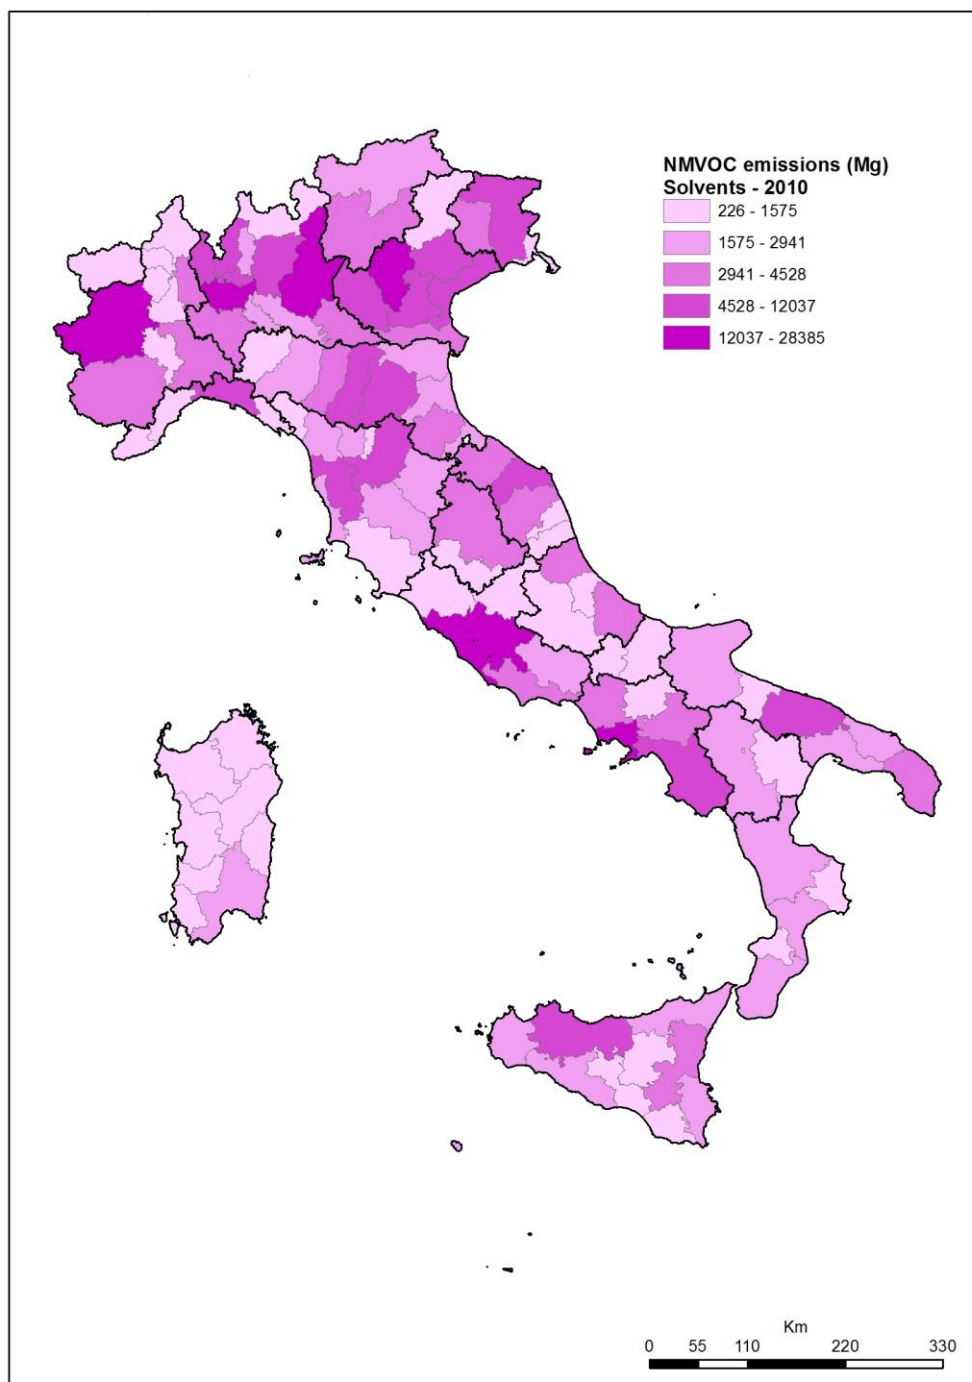 NMVOC emissions (Mg)
Solvents - 2010
226 - 1575
1575 - 2941
2941 - 4528
4528 - 12037
12037 - 28385
Km
0 55 110 220 330